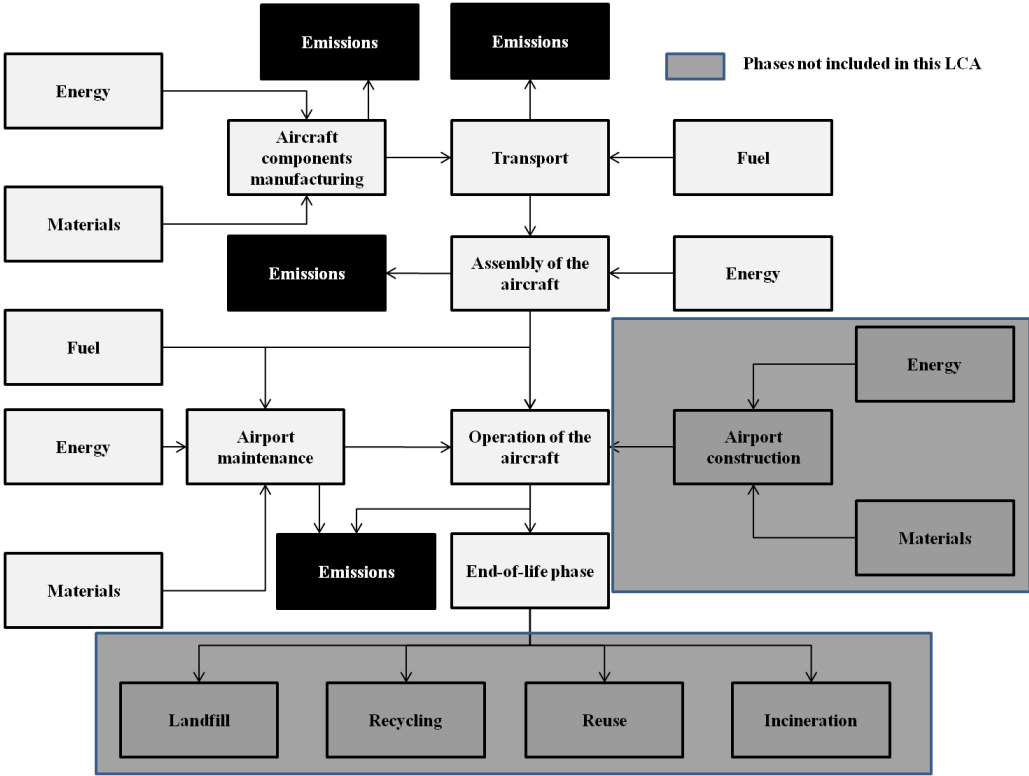 Emissions
Emissions
Phases not included in this LCA
Energy
Aircraft
components
manufacturing
Transport
Fuel
Materials
Emissions
Assembly of the
aircraft
Energy
Fuel
Energy
Energy
Airport
maintenance
Operation of the
aircraft
Airport
construction
Materials
Emissions
End-of-life phase
Materials
Landfill
Recycling
Reuse
Incineration